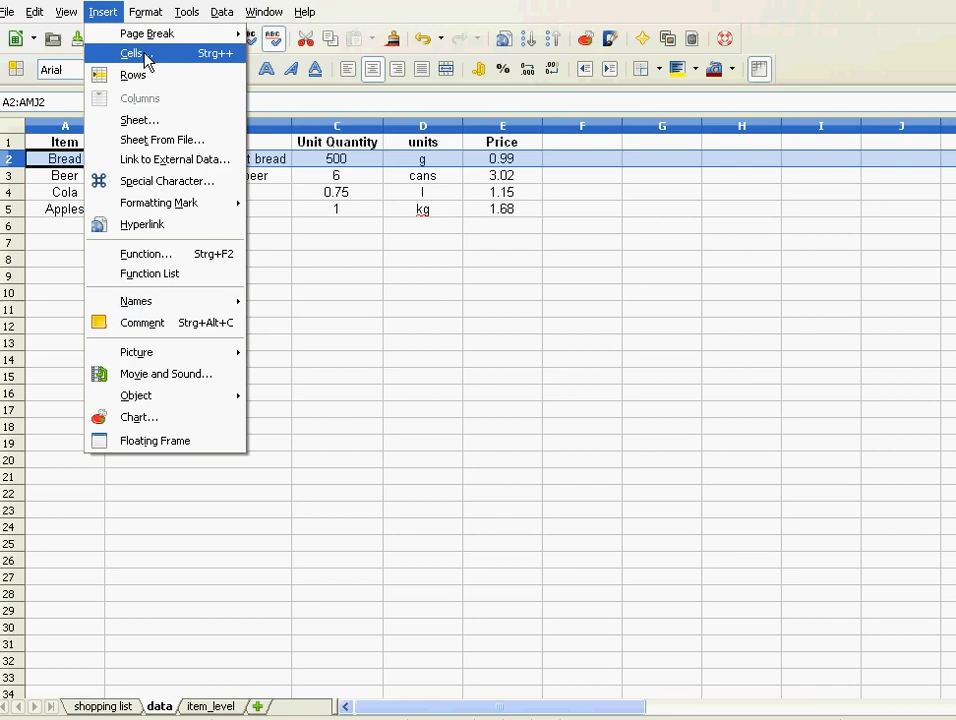 File Edit View Insert Format Tools Data Window Help
Arial
A2:AMJ2
Page Break
Cells... Strg++
Rows
Columns
Sheet...
Sheet From File...
Link to External Data...
Special Character...
Formatting Mark
Hyperlink
Function... Strg+F2
Function List
Names
Comment Strg+Alt+C
Picture
Movie and Sound...
Object
Chart...
Floating Frame
A C D E F G H I J
1 Item Unit Quantity units Price
2 Bread bread 500 g 0.99
3 Beer beer 6 cans 3.02
4 Cola 0.75 l 1.15
5 Apples 1 kg 1.68
6
7
8
9
10
11
12
13
14
15
16
17
18
19
20
21
22
23
24
25
26
27
28
29
30
31
32
33
34
shopping list data item_level